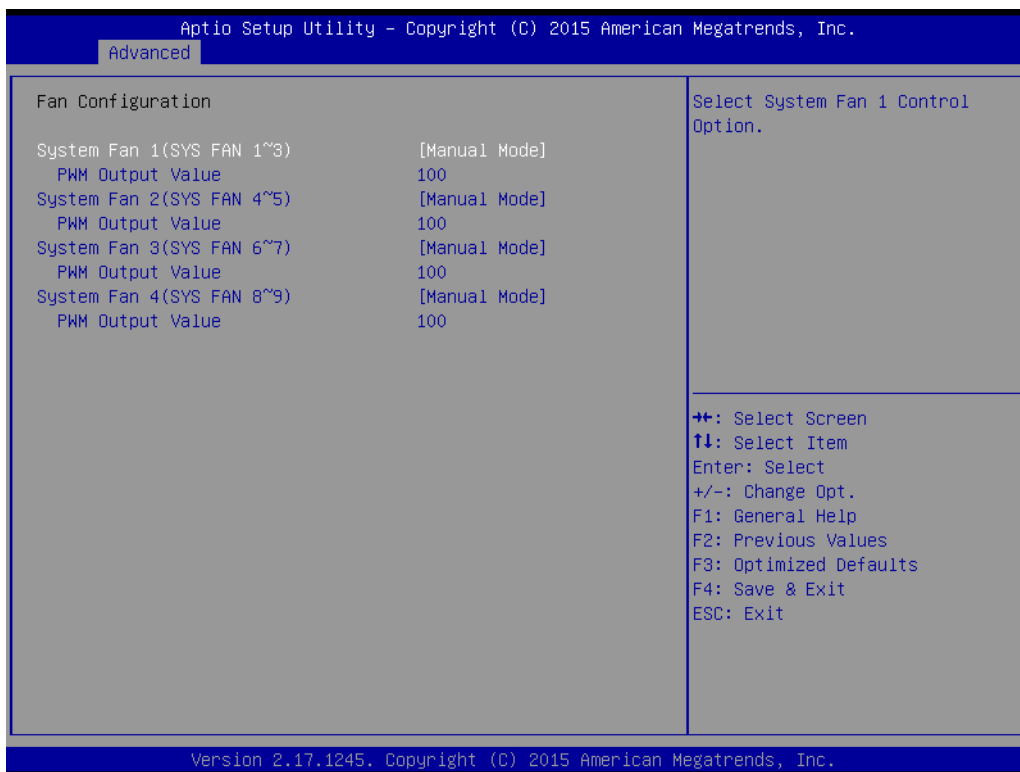 Aptio Setup Utility – Copyright (C) 2015 American Megatrends, Inc.
Advanced
Fan Configuration
System Fan 1(SYS FAN 1~3) [Manual Mode]
PWM Output Value 100
System Fan 2(SYS FAN 4~5) [Manual Mode]
PWM Output Value 100
System Fan 3(SYS FAN 6~7) [Manual Mode]
PWM Output Value 100
System Fan 4(SYS FAN 8~9) [Manual Mode]
PWM Output Value 100
Select System Fan 1 Control
Option.
→←: Select Screen
↑↓: Select Item
Enter: Select
+/-: Change Opt.
F1: General Help
F2: Previous Values
F3: Optimized Defaults
F4: Save & Exit
ESC: Exit
Version 2.17.1245. Copyright (C) 2015 American Megatrends, Inc.